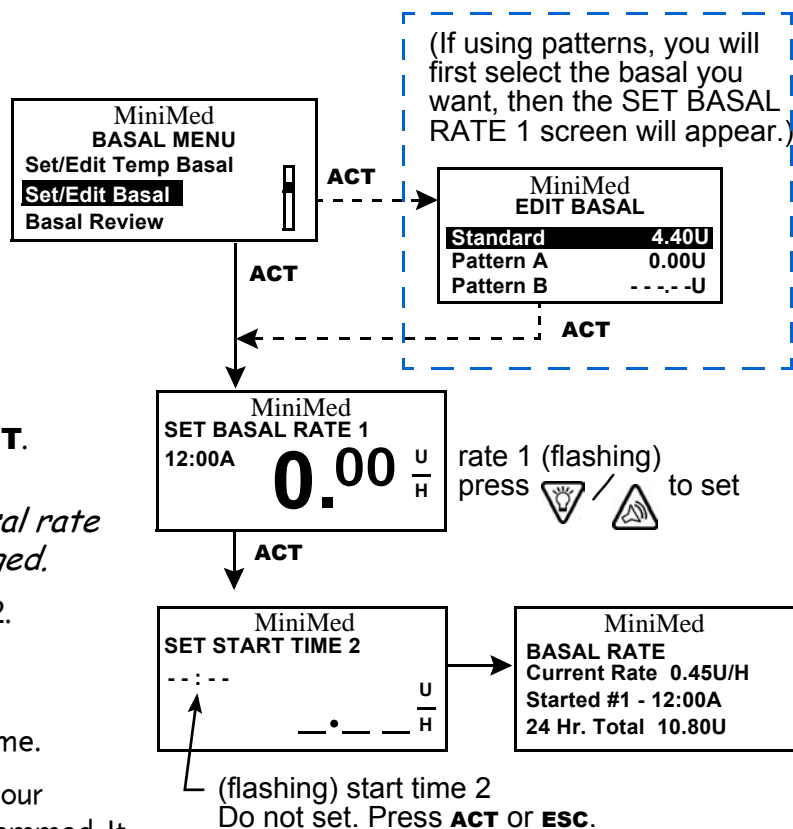 (If using patterns, you will
first select the basal you
want, then the SET BASAL
RATE 1 screen will appear.)
MiniMed
BASAL MENU
Set/Edit Temp Basal
Set/Edit Basal
Basal Review
ACT
MiniMed
EDIT BASAL
Standard 4.40U
Pattern A 0.00U
Pattern B - - -.- -U
ACT
ACT
MiniMed
SET BASAL RATE 1
12:00A 0.00 U/H
rate 1 (flashing)
press / to set
ACT
MiniMed
SET START TIME 2
- - : - -
_._ _ U/H
(flashing) start time 2
Do not set. Press ACT or ESC.
MiniMed
BASAL RATE
Current Rate 0.45U/H
Started #1 - 12:00A
24 Hr. Total 10.80U
T.
rate
2.
me.
our
It